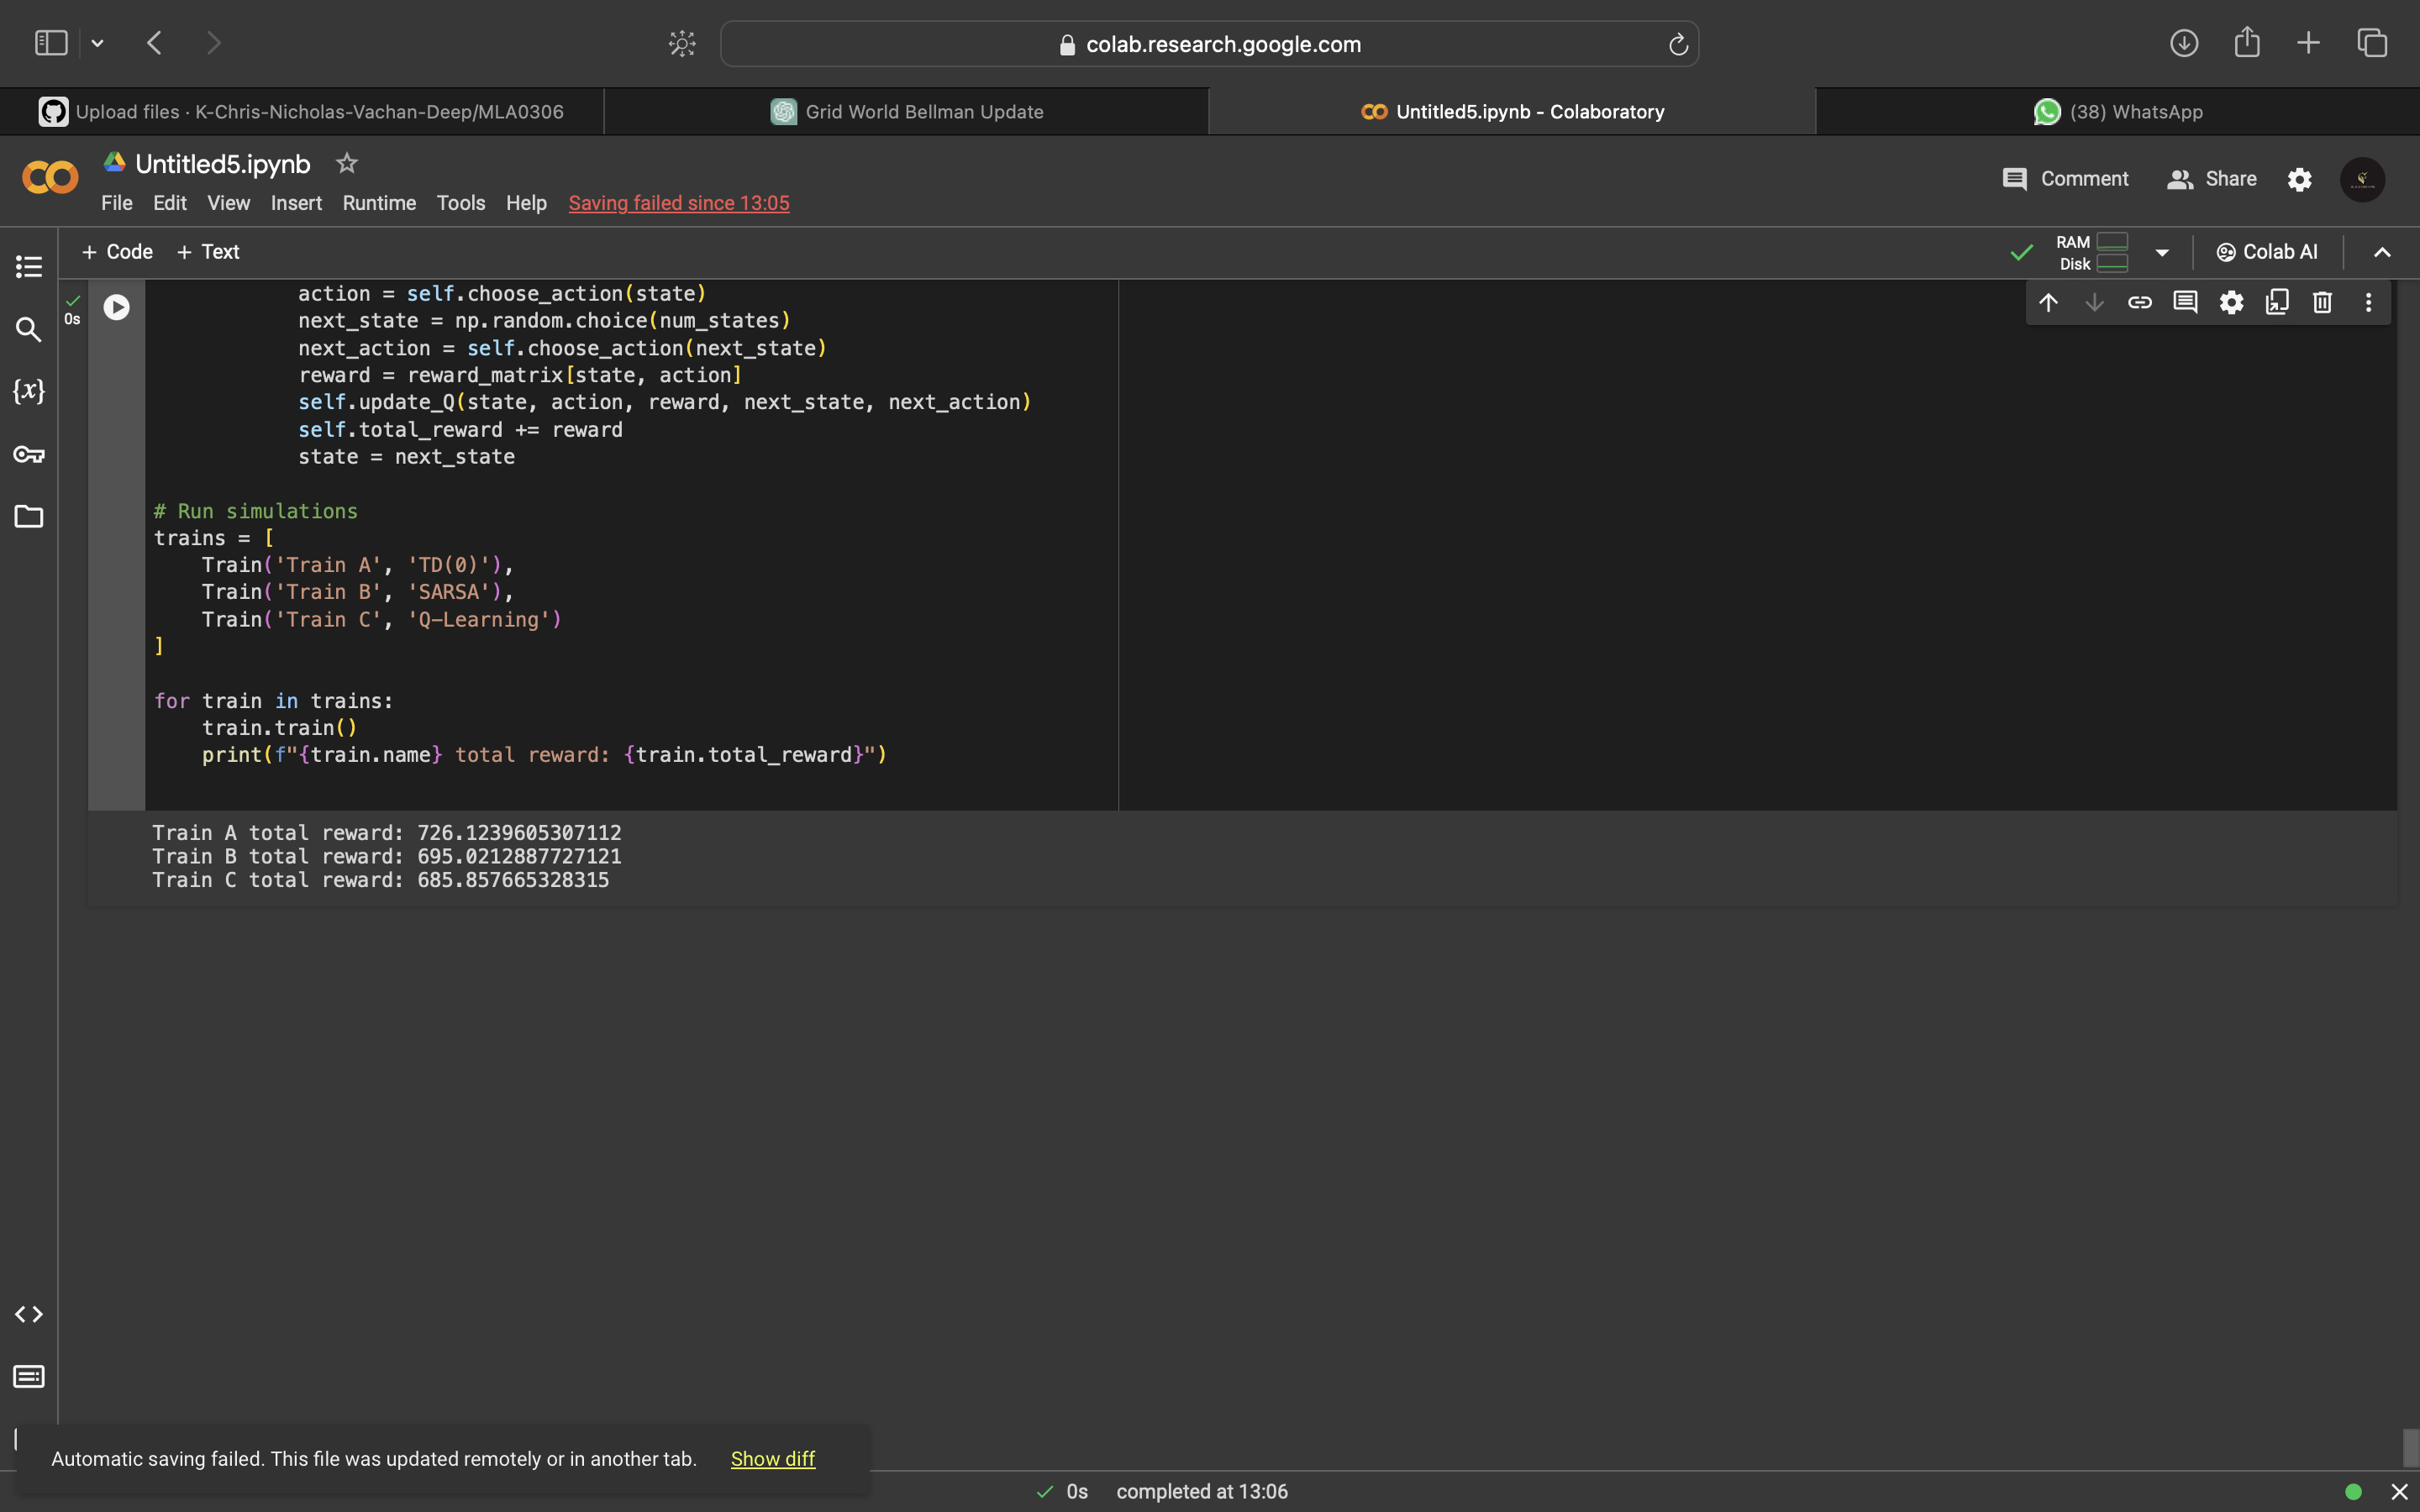 colab.research.google.com
Upload files · K-Chris-Nicholas-Vachan-Deep/MLA0306
Grid World Bellman Update
Untitled5.ipynb - Colaboratory
(38) WhatsApp
Untitled5.ipynb
Comment
Share
File Edit View Insert Runtime Tools Help Saving failed since 13:05
+ Code + Text
RAM
Disk
Colab AI
0s
{x}
action = self.choose_action(state)
next_state = np.random.choice(num_states)
next_action = self.choose_action(next_state)
reward = reward_matrix[state, action]
self.update_Q(state, action, reward, next_state, next_action)
self.total_reward += reward
state = next_state
# Run simulations
trains = [
Train('Train A', 'TD(0)'),
Train('Train B', 'SARSA'),
Train('Train C', 'Q-Learning')
]
for train in trains:
train.train()
print(f"{train.name} total reward: {train.total_reward}")
Train A total reward: 726.1239605307112
Train B total reward: 695.0212887727121
Train C total reward: 685.857665328315
Automatic saving failed. This file was updated remotely or in another tab. Show diff
0s completed at 13:06